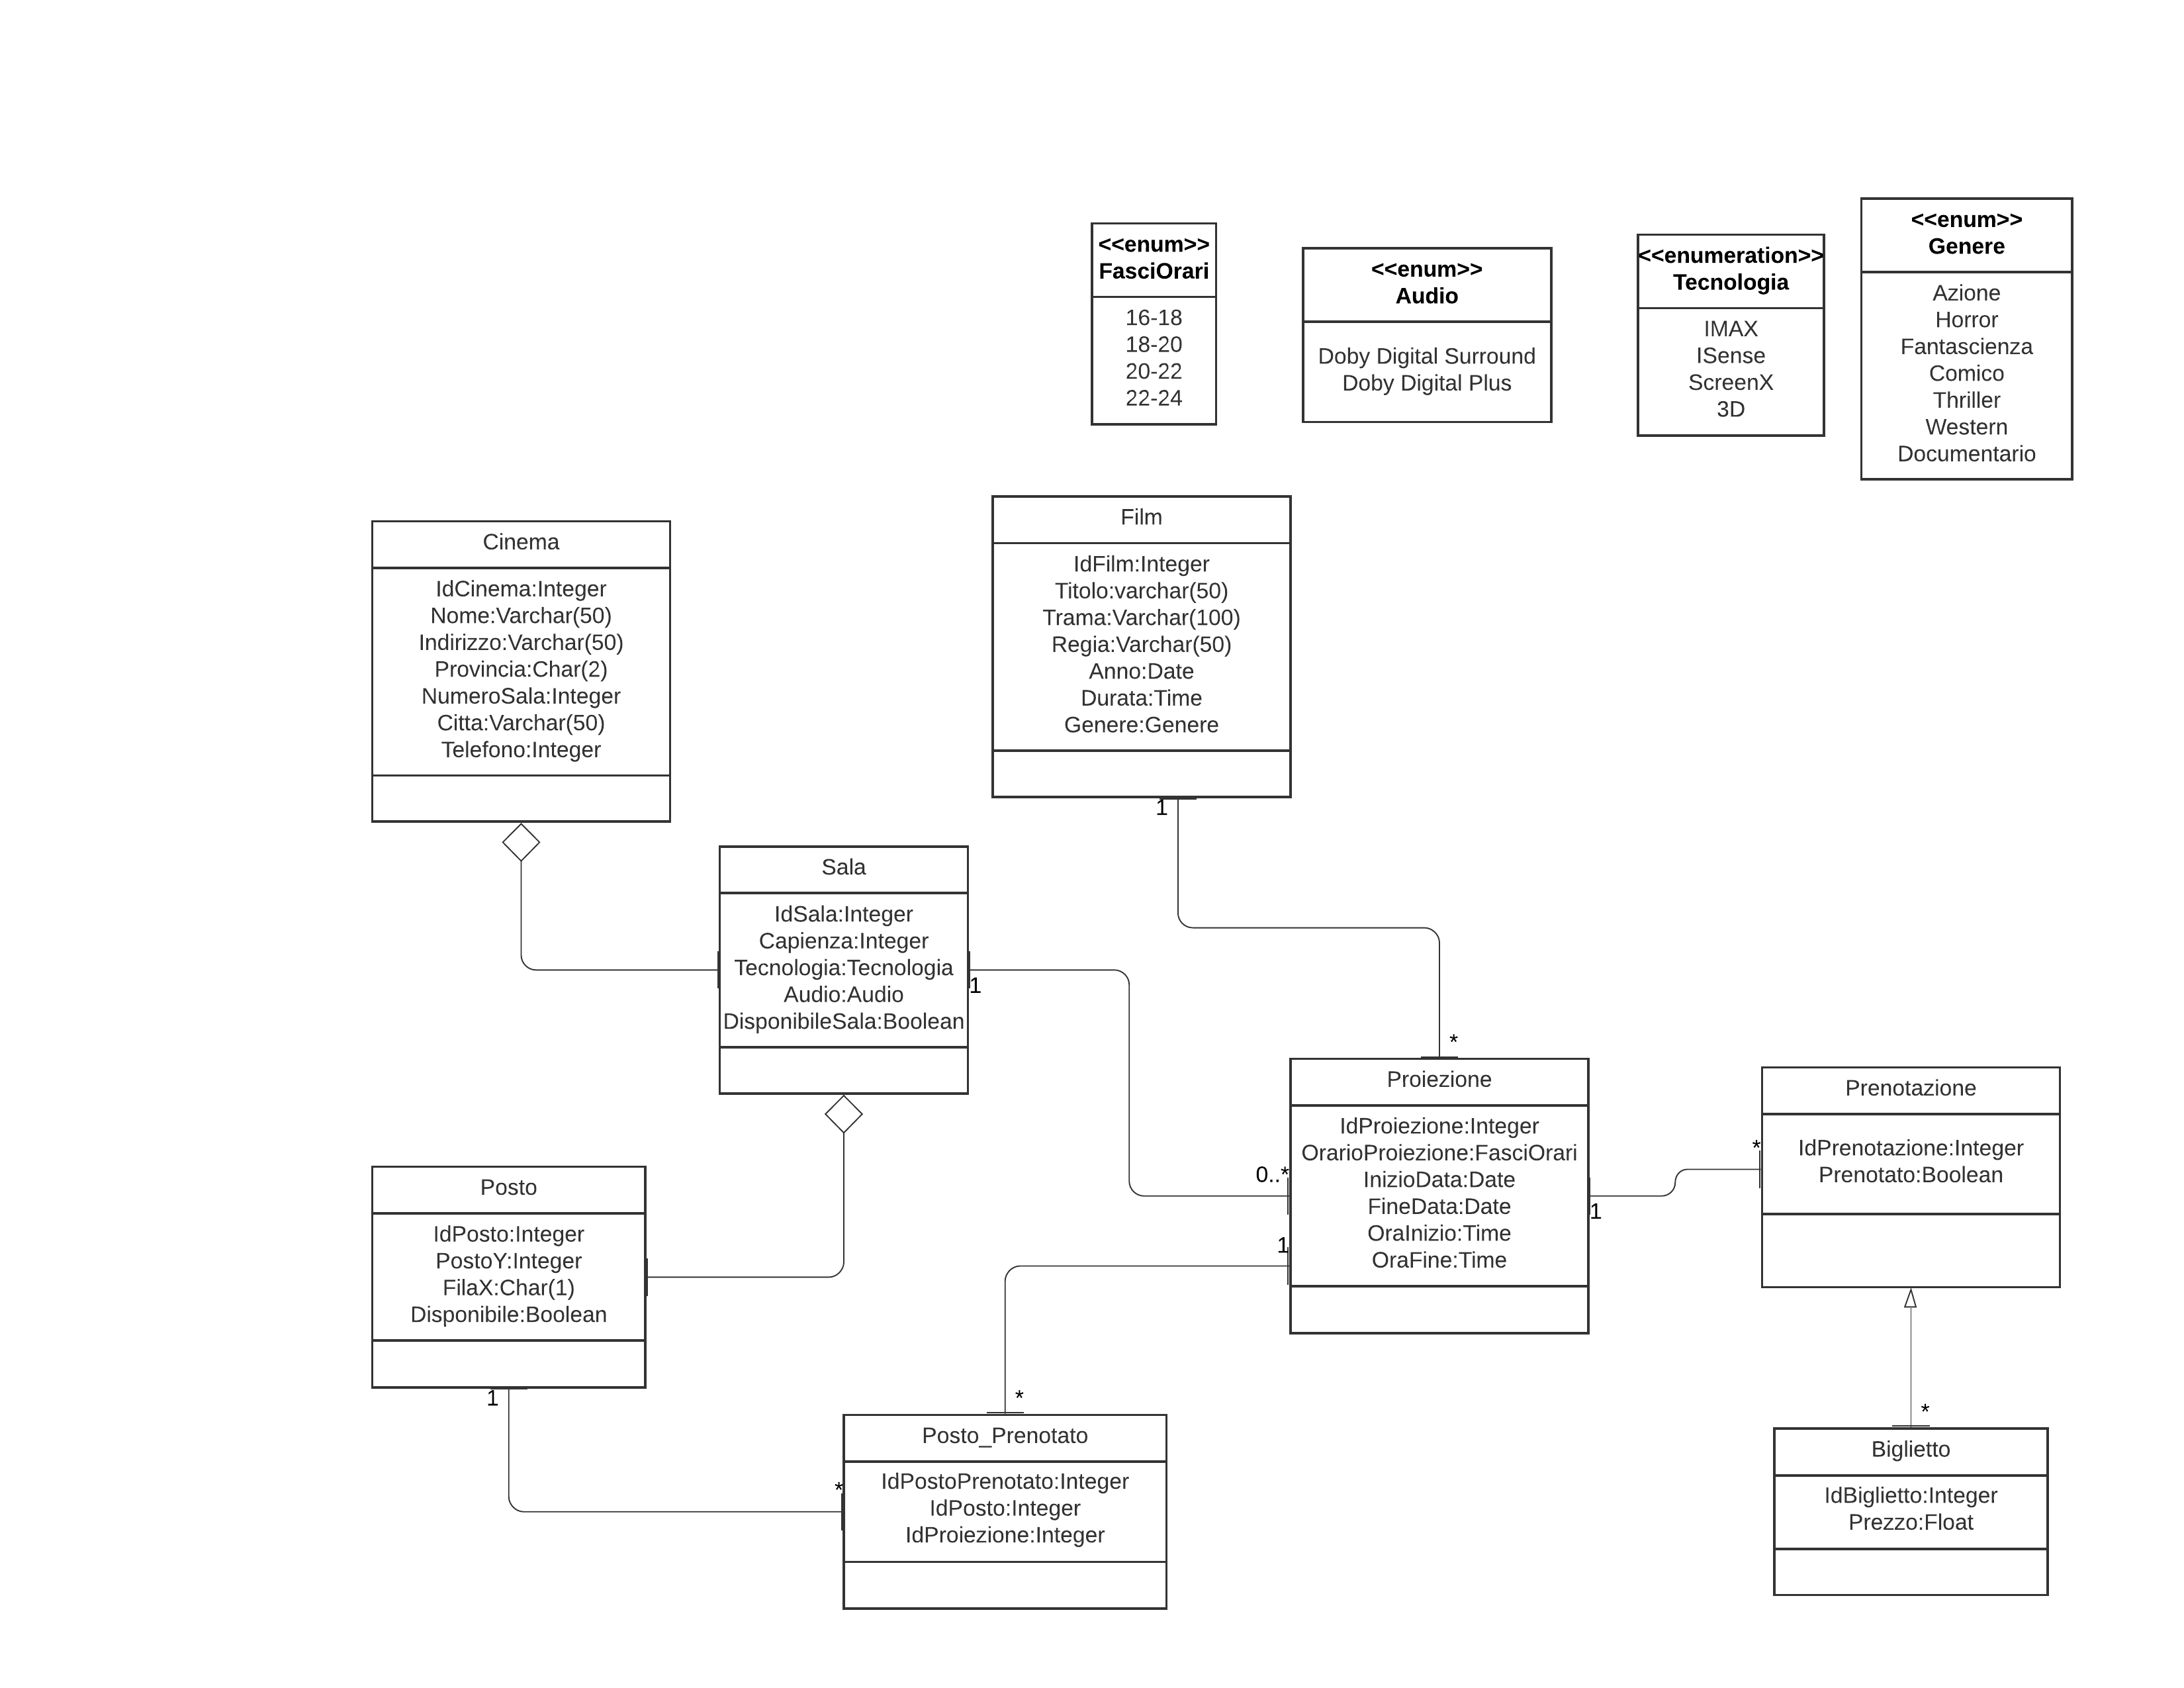 <<enum>>
FasciOrari
16-18
18-20
20-22
22-24
<<enum>>
Audio
Doby Digital Surround
Doby Digital Plus
<<enumeration>>
Tecnologia
IMAX
ISense
ScreenX
3D
<<enum>>
Genere
Azione
Horror
Fantascienza
Comico
Thriller
Western
Documentario
Cinema
IdCinema:Integer
Nome:Varchar(50)
Indirizzo:Varchar(50)
Provincia:Char(2)
NumeroSala:Integer
Citta:Varchar(50)
Telefono:Integer
Film
IdFilm:Integer
Titolo:varchar(50)
Trama:Varchar(100)
Regia:Varchar(50)
Anno:Date
Durata:Time
Genere:Genere
1
Sala
IdSala:Integer
Capienza:Integer
Tecnologia:Tecnologia
Audio:Audio
DisponibileSala:Boolean
1
*
0..*
1
Proiezione
IdProiezione:Integer
OrarioProiezione:FasciOrari
InizioData:Date
FineData:Date
OraInizio:Time
OraFine:Time
1
*
Prenotazione
IdPrenotazione:Integer
Prenotato:Boolean
Posto
IdPosto:Integer
PostoY:Integer
FilaX:Char(1)
Disponibile:Boolean
1
*
*
Posto_Prenotato
IdPostoPrenotato:Integer
IdPosto:Integer
IdProiezione:Integer
*
Biglietto
IdBiglietto:Integer
Prezzo:Float